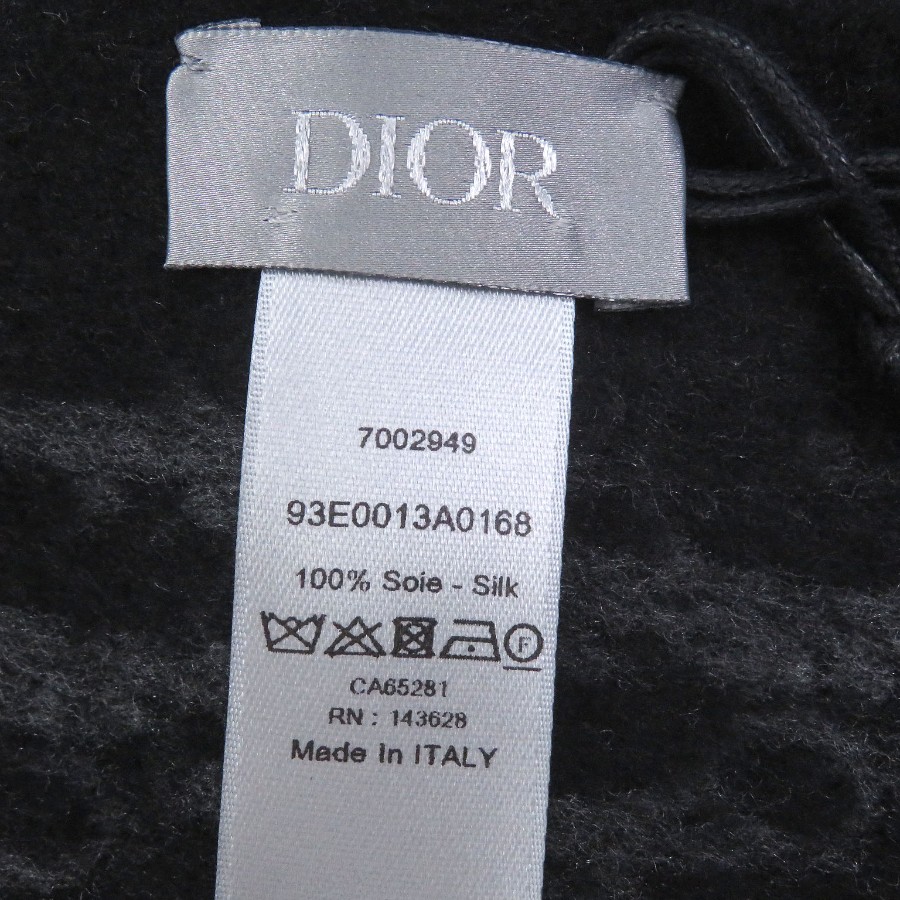 DIOR
7002949
93E0013A0168
100% Soie - Silk
F
CA65281
RN : 143628
Made In ITALY